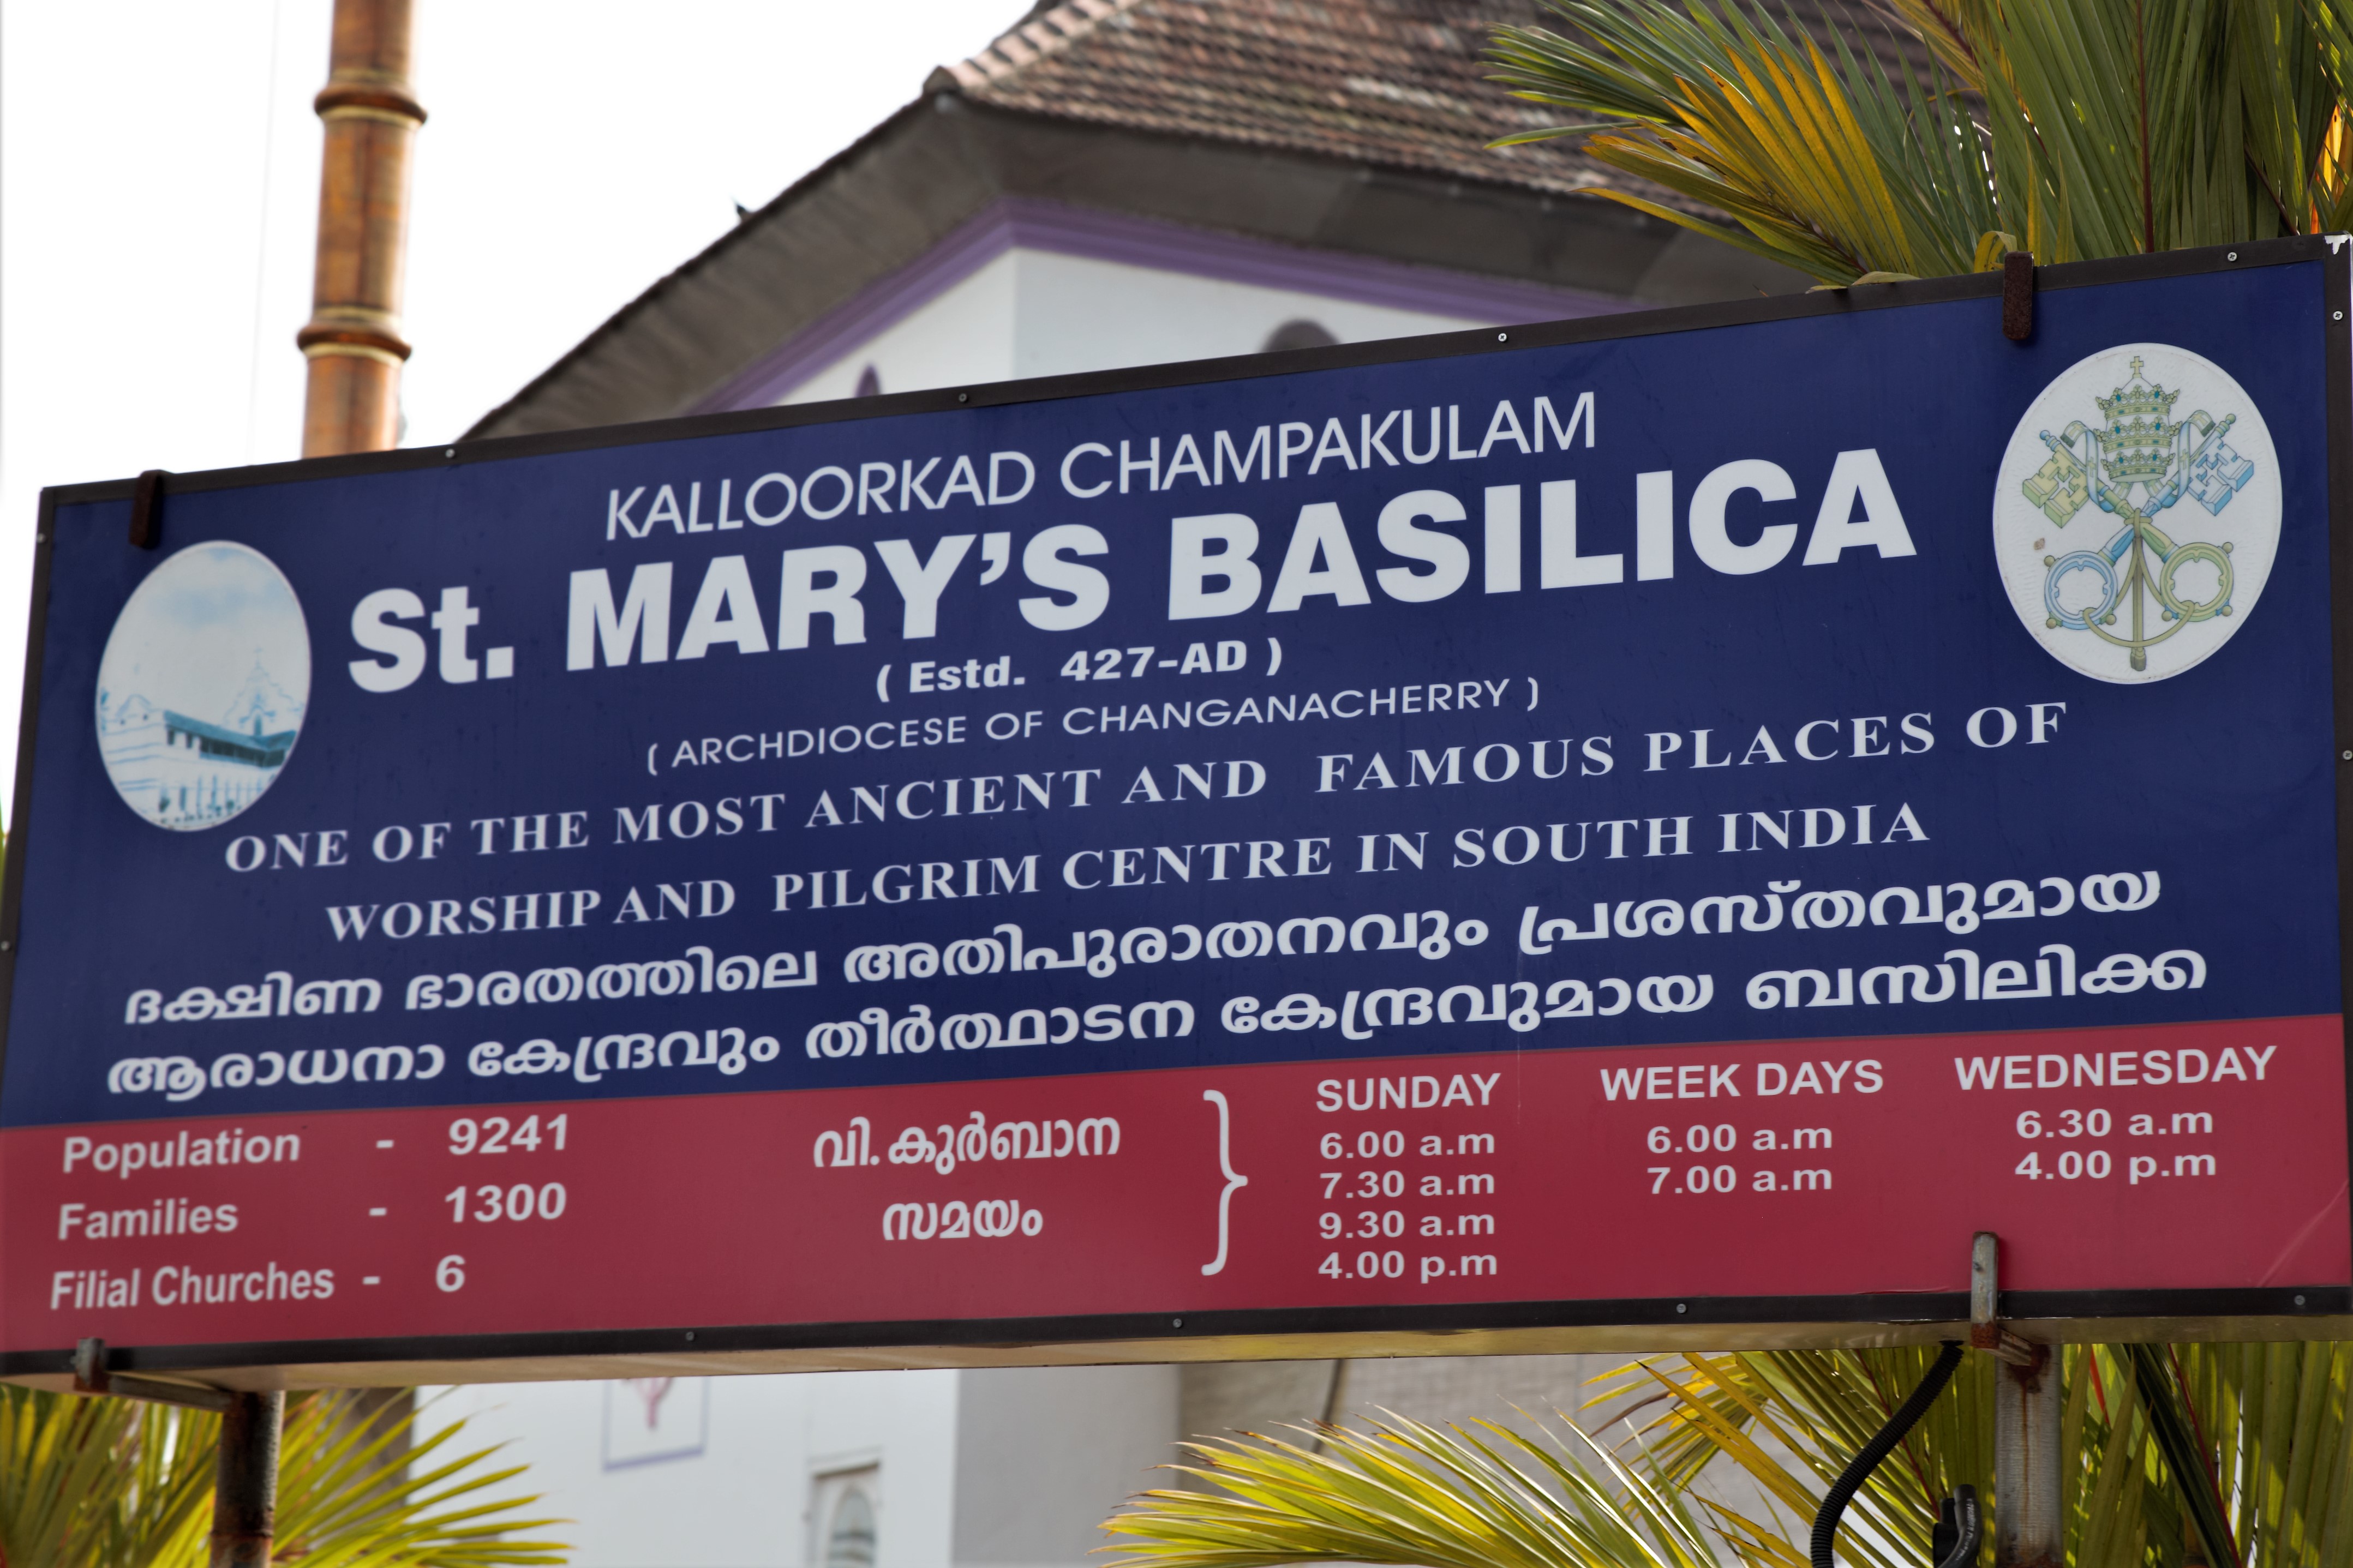 KALLOORKAD CHAMPAKULAM
St. MARY'S BASILICA
( Estd. 427-AD )
( ARCHDIOCESE OF CHANGANACHERRY )
ONE OF THE MOST ANCIENT AND FAMOUS PLACES OF
WORSHIP AND PILGRIM CENTRE IN SOUTH INDIA
ദക്ഷിണ ഭാരതത്തിലെ അതിപുരാതനവും പ്രശസ്തവുമായ
ആരാധനാ കേന്ദ്രവും തീർത്ഥാടന കേന്ദ്രവുമായ ബസിലിക്ക
Population - 9241
Families - 1300
Filial Churches - 6
വി. കുർബാന
സമയം
SUNDAY
6.00 a.m
7.30 a.m
9.30 a.m
4.00 p.m
WEEK DAYS
6.00 a.m
7.00 a.m
WEDNESDAY
6.30 a.m
4.00 p.m